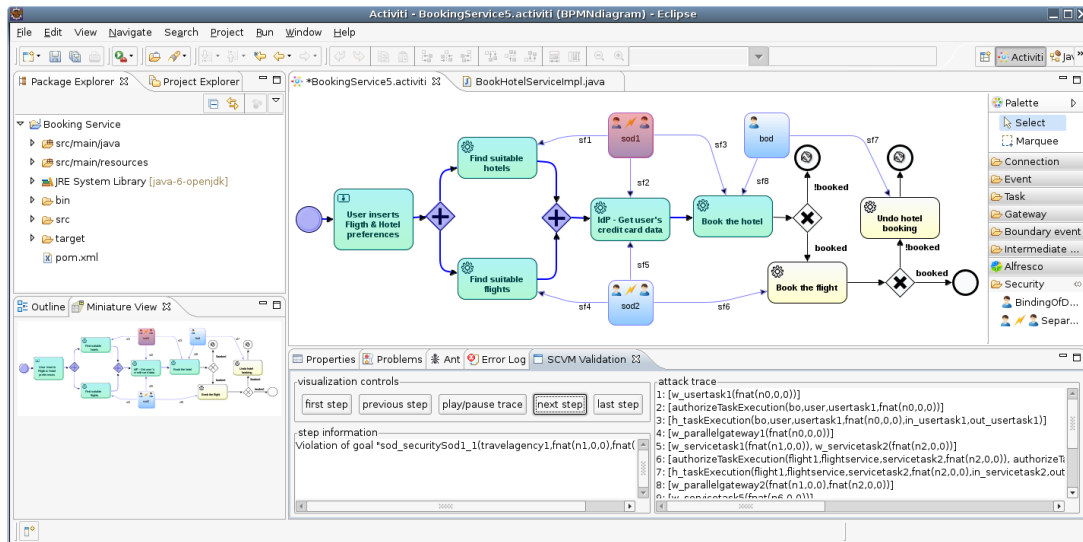 Activiti - BookingService5.activiti (BPMNdiagram) - Eclipse
File Edit View Navigate Search Project Run Window Help
Activiti Jav »
Package Explorer Project Explorer
Booking Service
src/main/java
src/main/resources
JRE System Library [java-6-openjdk]
bin
src
target
pom.xml
Outline Miniature View
*BookingService5.activiti BookHotelServiceImpl.java
User inserts
Fligth & Hotel
preferences
Find suitable
hotels
Find suitable
flights
sod1
sod2
bod
IdP - Get user's
credit card data
Book the hotel
Undo hotel
booking
Book the flight
sf1
sf2
sf3
sf4
sf5
sf6
sf7
sf8
!booked
booked
!booked
booked
Palette
Select
Marquee
Connection
Event
Task
Gateway
Boundary event
Intermediate ...
Alfresco
Security
BindingOfD...
Separ...
Properties Problems Ant Error Log SCVM Validation
visualization controls
first step previous step play/pause trace next step last step
step information
Violation of goal "sod_securitySod1_1(travelagency1,fnat(n1,0,0),fnat(
attack trace
1: [w_usertask1(fnat(n0,0,0))]
2: [authorizeTaskExecution(bo,user,usertask1,fnat(n0,0,0))]
3: [h_taskExecution(bo,user,usertask1,fnat(n0,0,0),in_usertask1,out_usertask1)]
4: [w_parallelgateway1(fnat(n0,0,0))]
5: [w_servicetask1(fnat(n1,0,0)), w_servicetask2(fnat(n2,0,0))]
6: [authorizeTaskExecution(flight1,flightservice,servicetask2,fnat(n2,0,0)), authorizeTa
7: [h_taskExecution(flight1,flightservice,servicetask2,fnat(n2,0,0),in_servicetask2,out
8: [w_parallelgateway2(fnat(n1,0,0),fnat(n2,0,0))]
9: [w_servicetask5(fnat(n6,0,0))]